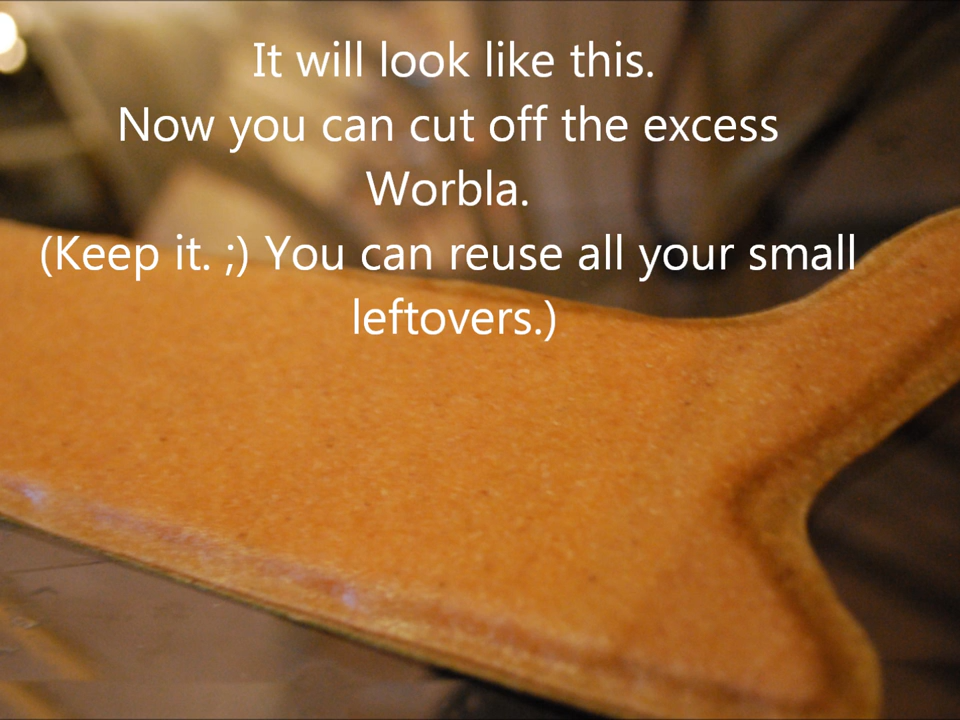 It will look like this.
Now you can cut off the excess
Worbla.
(Keep it. ;) You can reuse all your small
leftovers.)